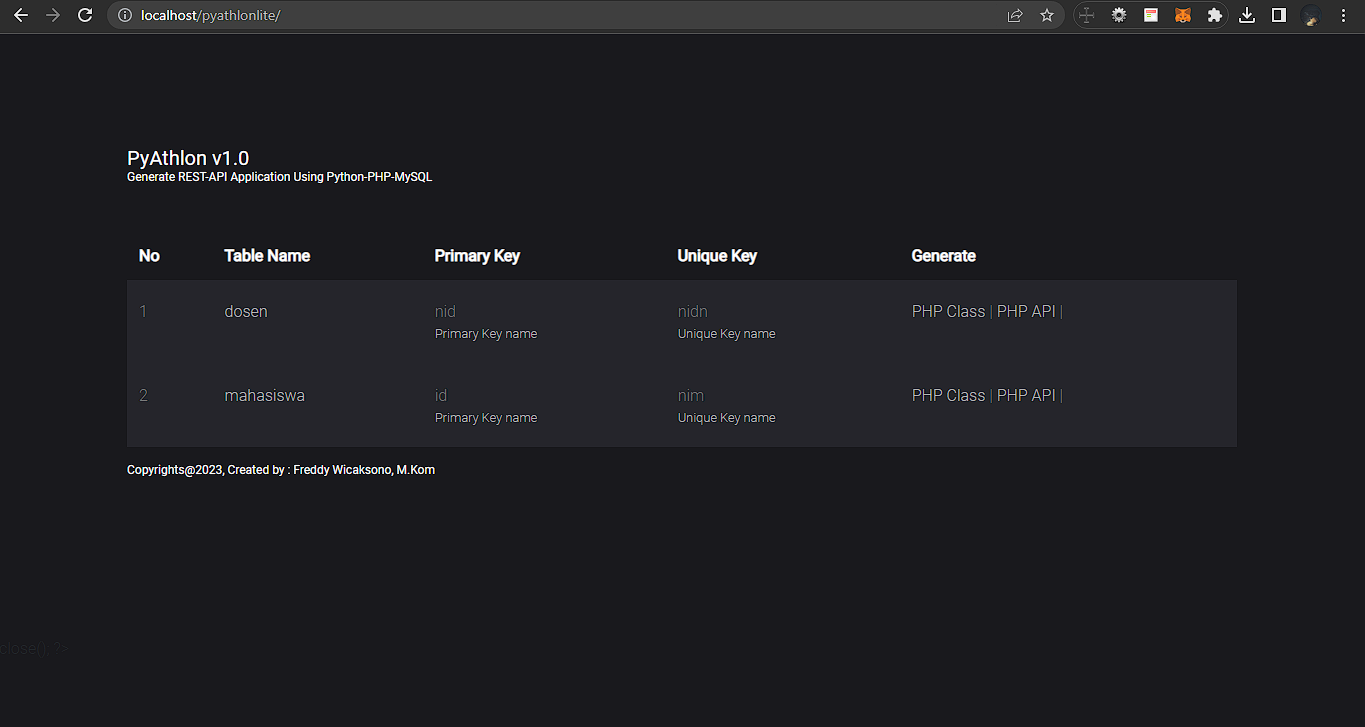 localhost/pyathlonlite/
PyAthlon v1.0
Generate REST-API Application Using Python-PHP-MySQL
No Table Name Primary Key Unique Key Generate
1 dosen nid nidn PHP Class | PHP API |
Primary Key name Unique Key name
2 mahasiswa id nim PHP Class | PHP API |
Primary Key name Unique Key name
Copyrights@2023, Created by : Freddy Wicaksono, M.Kom
close(); ?>